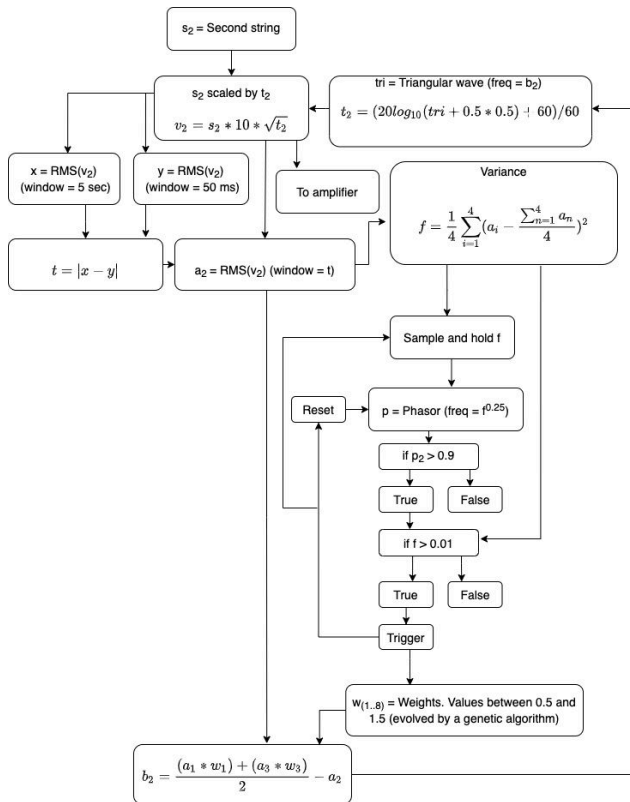 s₂ = Second string
s₂ scaled by t₂
v₂ = s₂ * 10 * √t₂
tri = Triangular wave (freq = b₂)
t₂ = (20log₁₀(tri + 0.5 * 0.5) + 60)/60
x = RMS(v₂)
(window = 5 sec)
y = RMS(v₂)
(window = 50 ms)
To amplifier
Variance
f = 1/4 ∑⁴ᵢ₌₁(aᵢ − ∑⁴ₙ₌₁ aₙ/4)²
t = |x − y|
a₂ = RMS(v₂) (window = t)
Sample and hold f
Reset
p = Phasor (freq = f^0.25)
if p₂ > 0.9
True
False
if f > 0.01
True
False
Trigger
w₍₁..₈₎ = Weights. Values between 0.5 and
1.5 (evolved by a genetic algorithm)
b₂ = (a₁ * w₁) + (a₃ * w₃)/2 − a₂